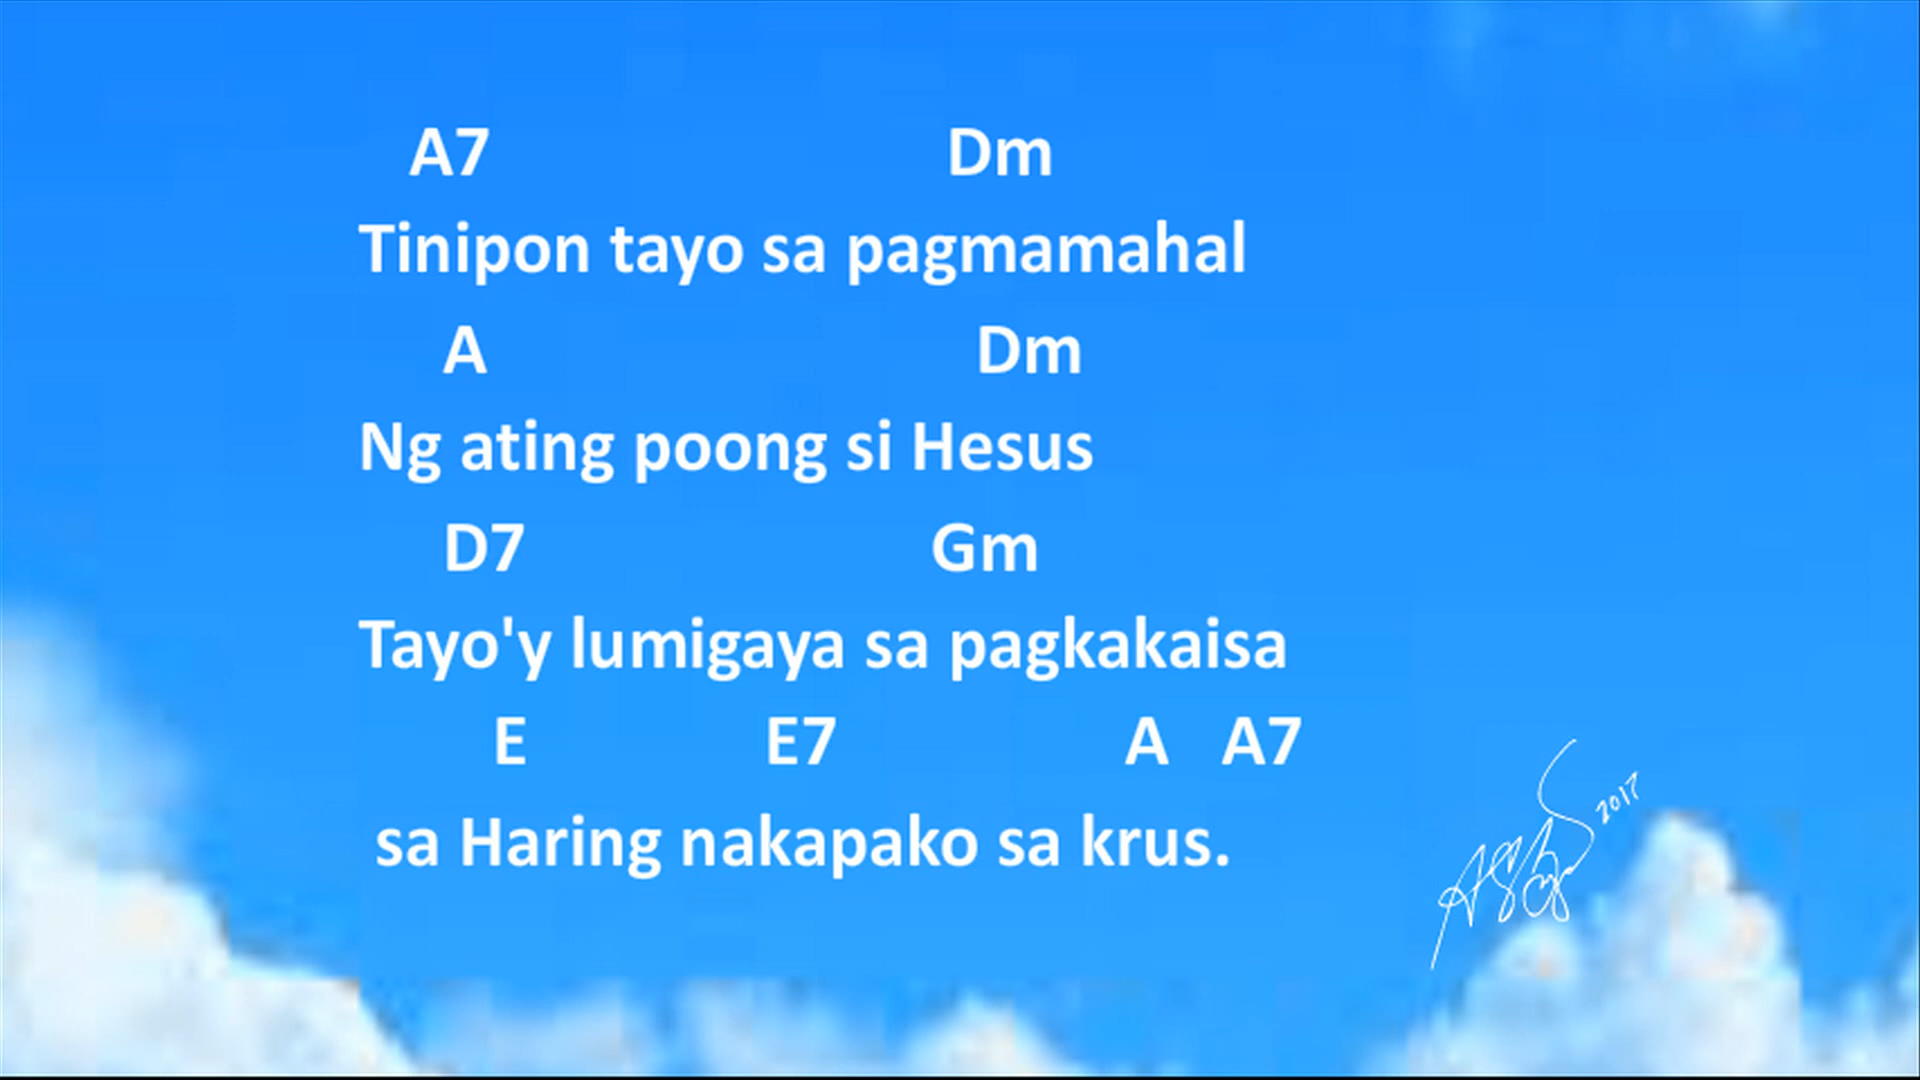 A7 Dm
Tinipon tayo sa pagmamahal
A Dm
Ng ating poong si Hesus
D7 Gm
Tayo'y lumigaya sa pagkakaisa
E E7 A A7
sa Haring nakapako sa krus.
2017